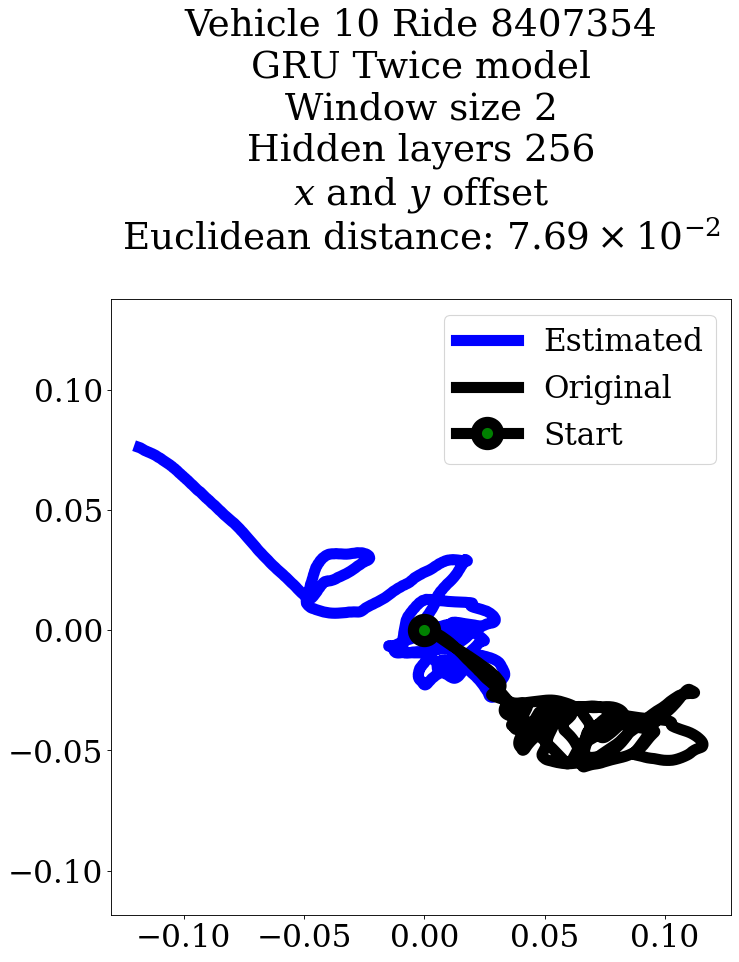 Vehicle 10 Ride 8407354
GRU Twice model
Window size 2
Hidden layers 256
x and y offset
Euclidean distance: 7.69 × 10⁻²
Estimated
Original
Start
0.10
0.05
0.00
−0.05
−0.10
−0.10 −0.05 0.00 0.05 0.10